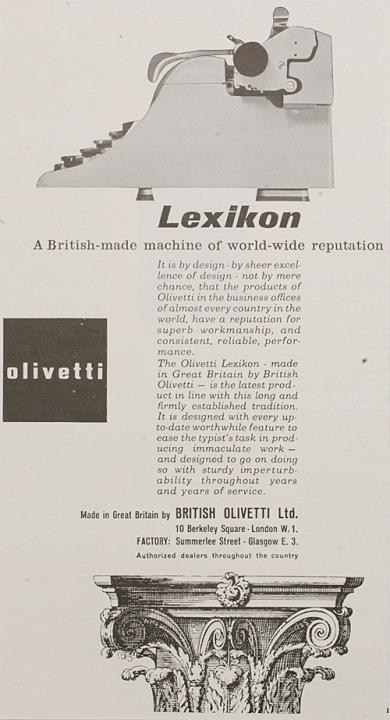 Lexikon
A British-made machine of world-wide reputation
It is by design - by sheer excel-
lence of design - not by mere
chance, that the products of
Olivetti in the business offices
of almost every country in the
world, have a reputation for
superb workmanship, and
consistent, reliable, perfor-
mance.
The Olivetti Lexikon - made
in Great Britain by British
Olivetti — is the latest prod-
uct in line with this long and
firmly established tradition.
It is designed with every up-
to-date worthwhile feature to
ease the typist's task in prod-
ucing immaculate work —
and designed to go on doing
so with sturdy imperturb-
ability throughout years
and years of service.
olivetti
Made in Great Britain by BRITISH OLIVETTI Ltd.
10 Berkeley Square - London W. 1.
FACTORY: Summerlee Street - Glasgow E. 3.
Authorized dealers throughout the country